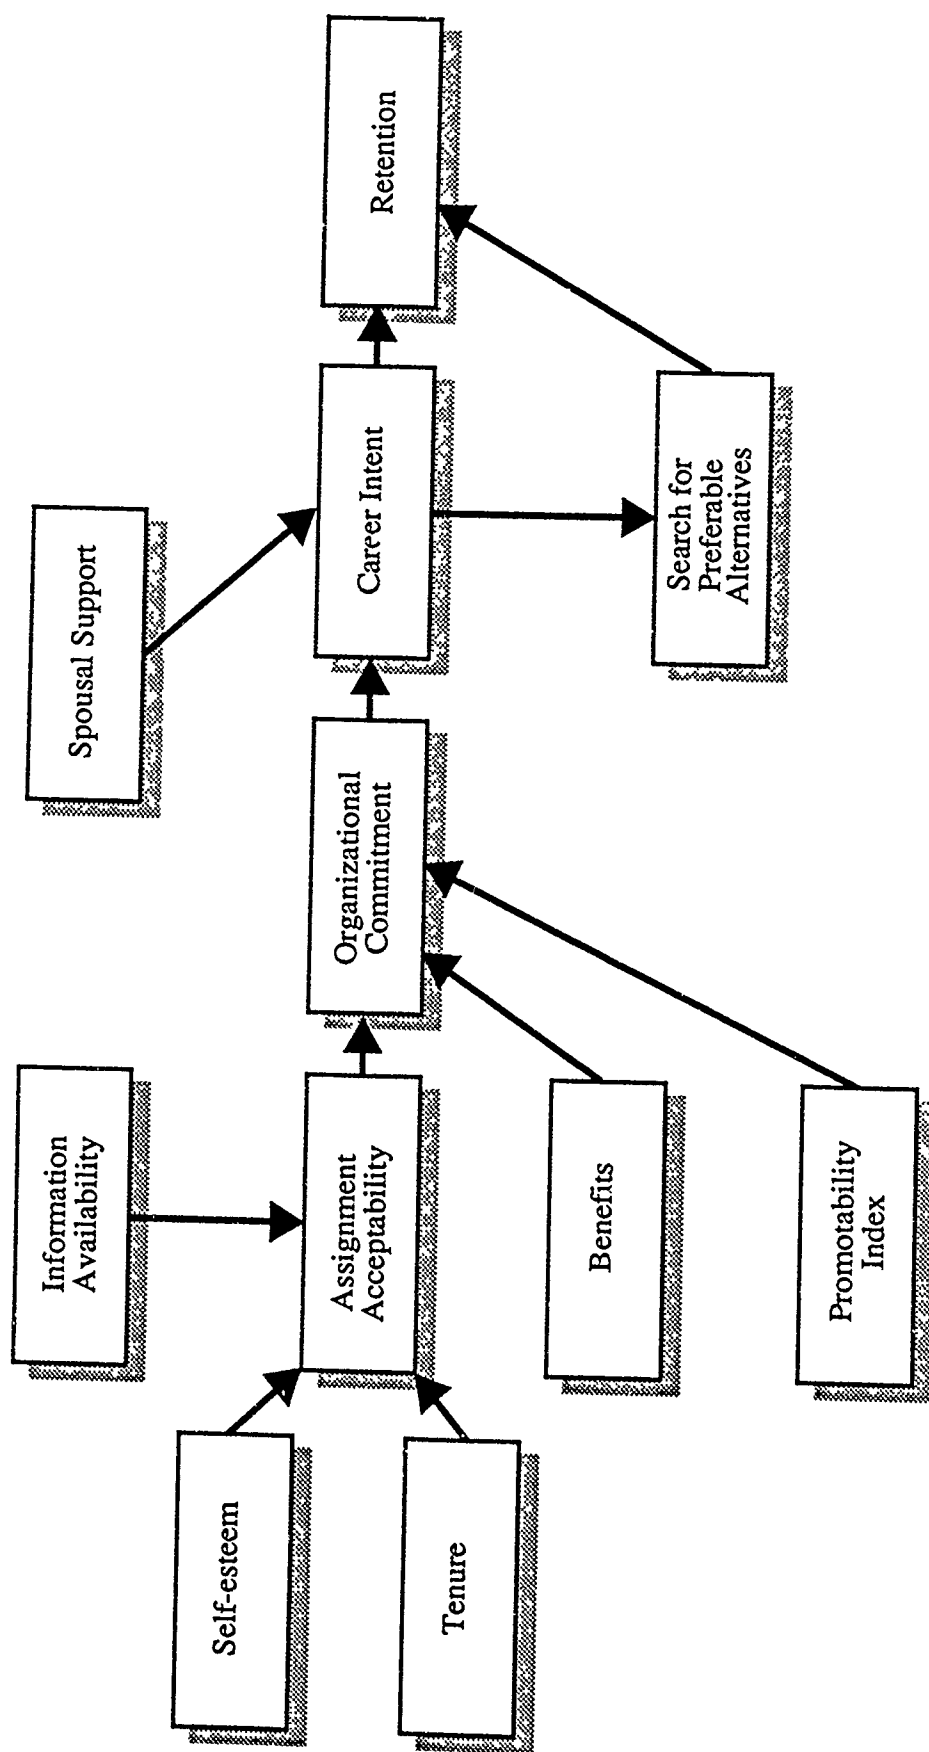 Self-esteem
Tenure
Information
Availability
Assignment
Acceptability
Benefits
Promotability
Index
Organizational
Commitment
Spousal Support
Career Intent
Search for
Preferable
Alternatives
Retention